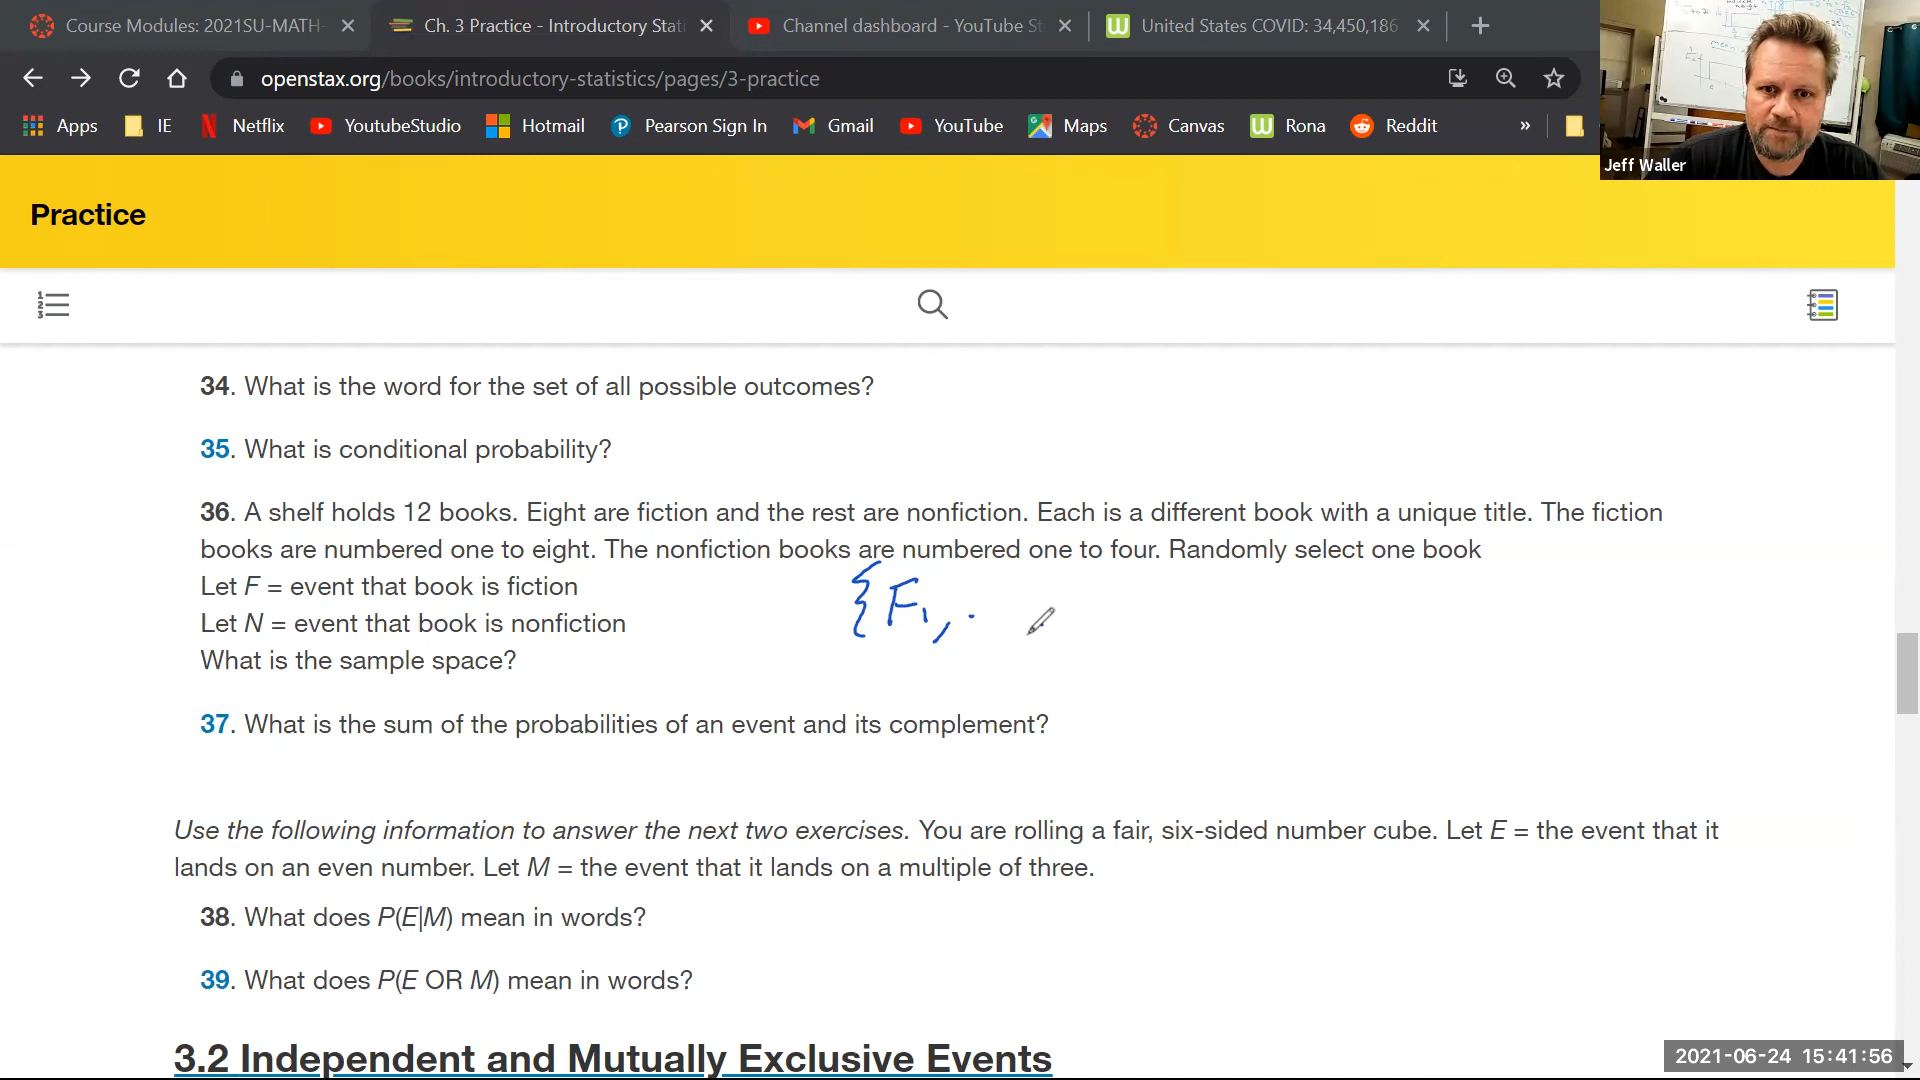 Course Modules: 2021SU-MATH-
Ch. 3 Practice - Introductory Stati
Channel dashboard - YouTube St
United States COVID: 34,450,186
openstax.org/books/introductory-statistics/pages/3-practice
Apps IE Netflix YoutubeStudio Hotmail Pearson Sign In Gmail YouTube Maps Canvas Rona Reddit »
Jeff Waller
Practice
34. What is the word for the set of all possible outcomes?
35. What is conditional probability?
36. A shelf holds 12 books. Eight are fiction and the rest are nonfiction. Each is a different book with a unique title. The fiction
books are numbered one to eight. The nonfiction books are numbered one to four. Randomly select one book
Let F = event that book is fiction
Let N = event that book is nonfiction
What is the sample space?
{F₁, .
37. What is the sum of the probabilities of an event and its complement?
Use the following information to answer the next two exercises. You are rolling a fair, six-sided number cube. Let E = the event that it
lands on an even number. Let M = the event that it lands on a multiple of three.
38. What does P(E|M) mean in words?
39. What does P(E OR M) mean in words?
3.2 Independent and Mutually Exclusive Events
2021-06-24 15:41:56